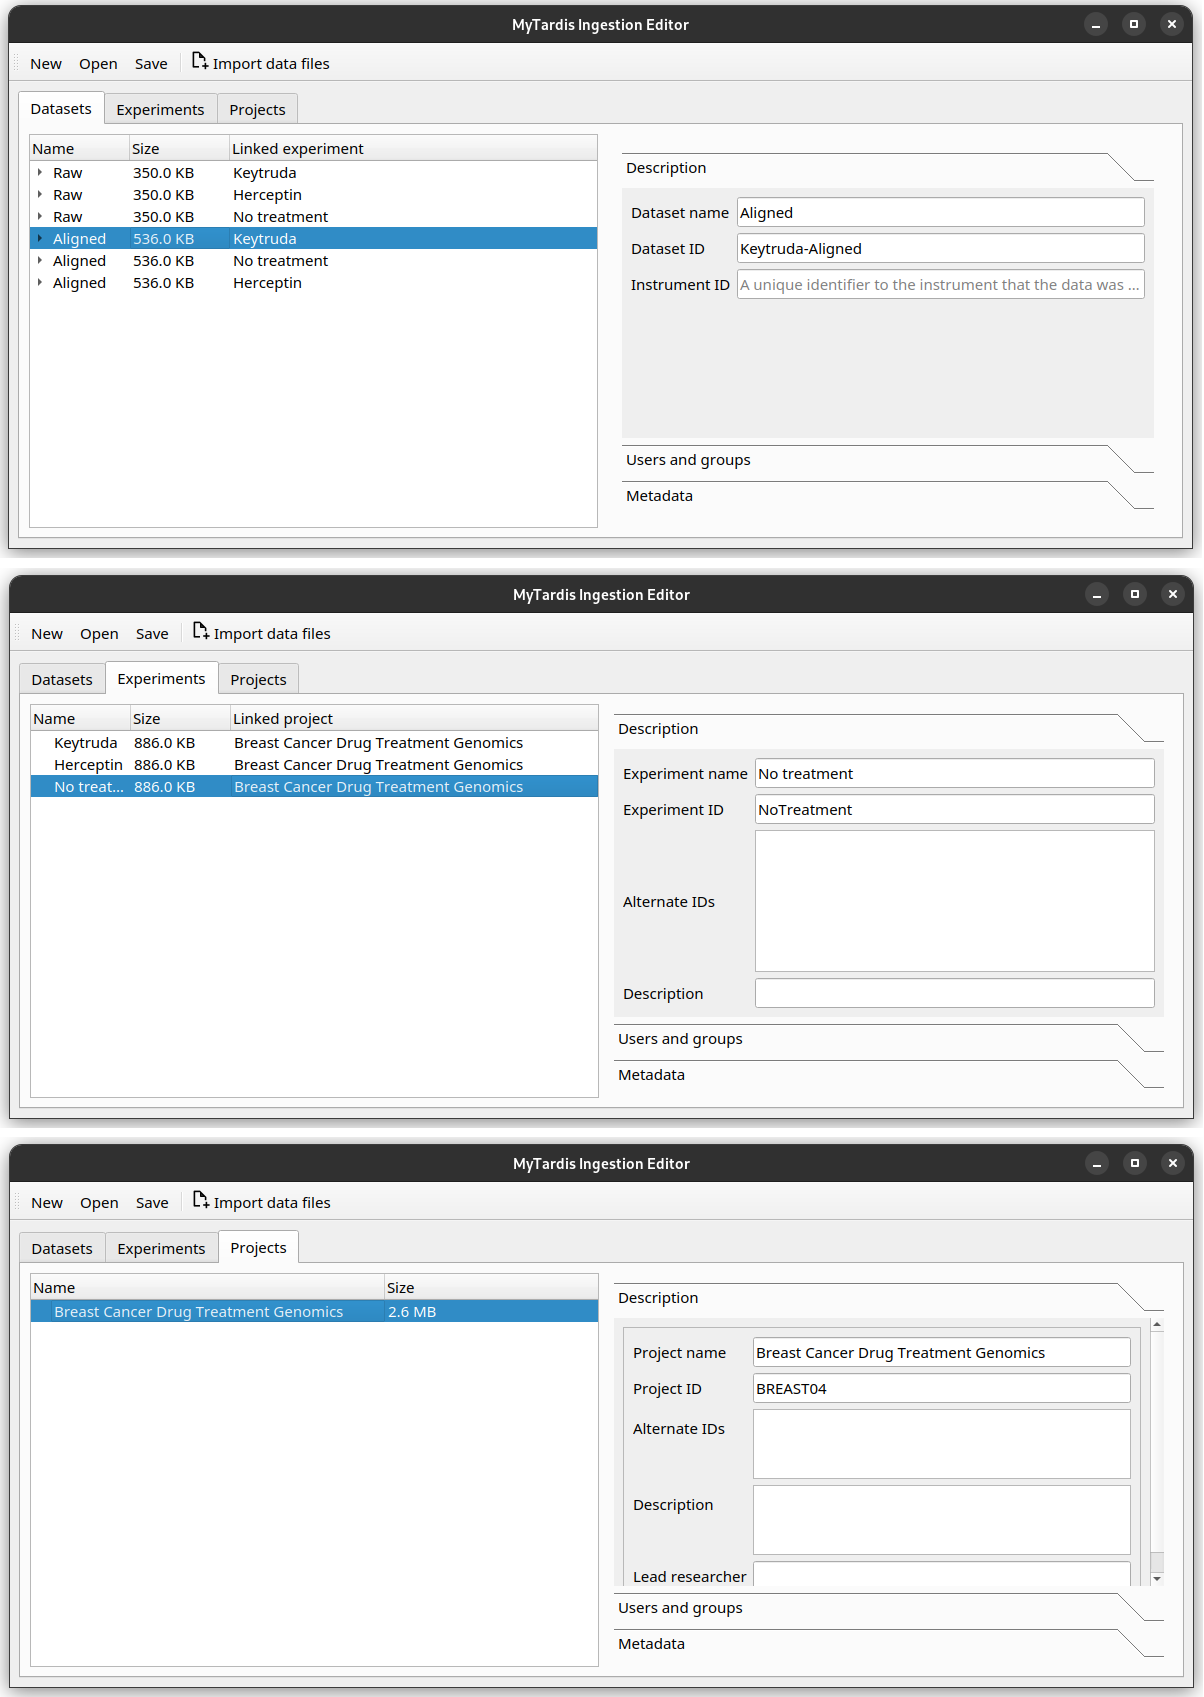 MyTardis Ingestion Editor
New Open Save Import data files
Datasets Experiments Projects
Name Size Linked experiment
Raw 350.0 KB Keytruda
Raw 350.0 KB Herceptin
Raw 350.0 KB No treatment
Aligned 536.0 KB Keytruda
Aligned 536.0 KB No treatment
Aligned 536.0 KB Herceptin
Description
Dataset name Aligned
Dataset ID Keytruda-Aligned
Instrument ID A unique identifier to the instrument that the data was ...
Users and groups
Metadata
MyTardis Ingestion Editor
New Open Save Import data files
Datasets Experiments Projects
Name Size Linked project
Keytruda 886.0 KB Breast Cancer Drug Treatment Genomics
Herceptin 886.0 KB Breast Cancer Drug Treatment Genomics
No treat... 886.0 KB Breast Cancer Drug Treatment Genomics
Description
Experiment name No treatment
Experiment ID NoTreatment
Alternate IDs
Description
Users and groups
Metadata
MyTardis Ingestion Editor
New Open Save Import data files
Datasets Experiments Projects
Name Size
Breast Cancer Drug Treatment Genomics 2.6 MB
Description
Project name Breast Cancer Drug Treatment Genomics
Project ID BREAST04
Alternate IDs
Description
Lead researcher
Users and groups
Metadata